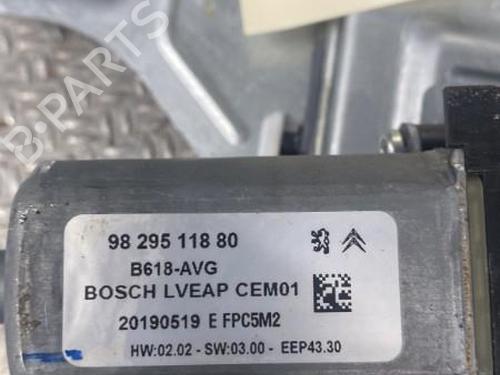 98 295 118 80
B618-AVG
BOSCH LVEAP CEM01
20190519 E FPC5M2
HW:02.02 - SW:03.00 - EEP43.30